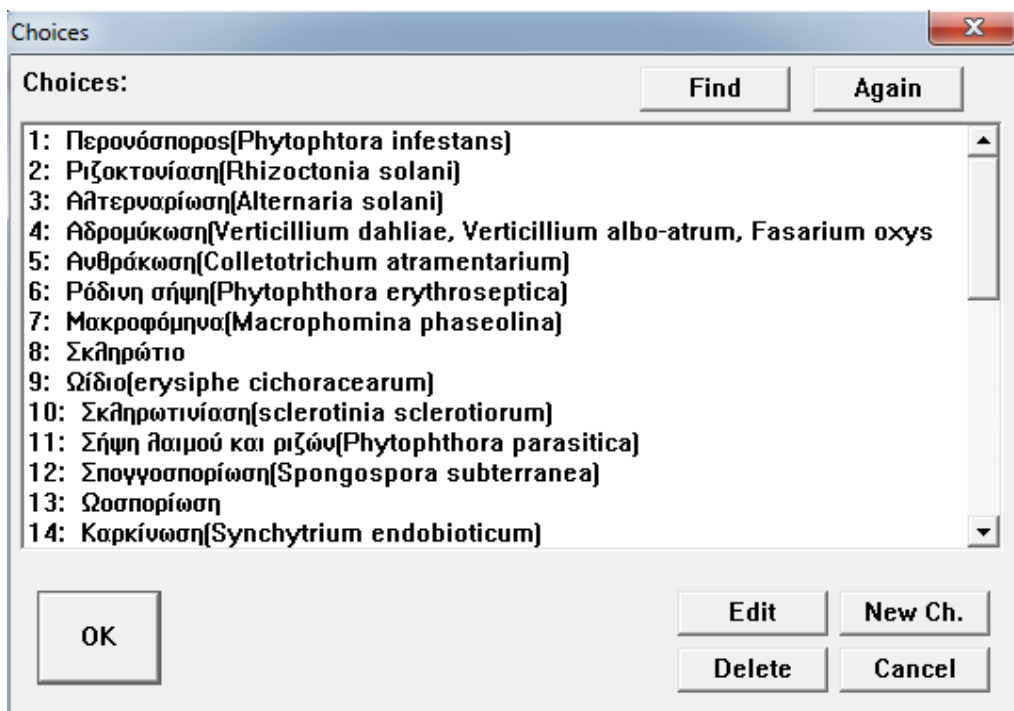 Choices
Choices:
Find
Again
1: Περονόσπορος(Phytophtora infestans)
2: Ριζοκτονίαση(Rhizoctonia solani)
3: Αλτερναρίωση(Alternaria solani)
4: Αδρομύκωση(Verticillium dahliae, Verticillium albo-atrum, Fasarium oxys
5: Ανθράκωση(Colletotrichum atramentarium)
6: Ρόδινη σήψη(Phytophthora erythroseptica)
7: Μακροφόμηνα(Macrophomina phaseolina)
8: Σκληρώτιο
9: Ωίδιο(erysiphe cichoracearum)
10: Σκληρωτινίαση(sclerotinia sclerotiorum)
11: Σήψη λαιμού και ριζών(Phytophthora parasitica)
12: Σπογγοσπορίωση(Spongospora subterranea)
13: Ωοσπορίωση
14: Καρκίνωση(Synchytrium endobioticum)
OK
Edit
New Ch.
Delete
Cancel